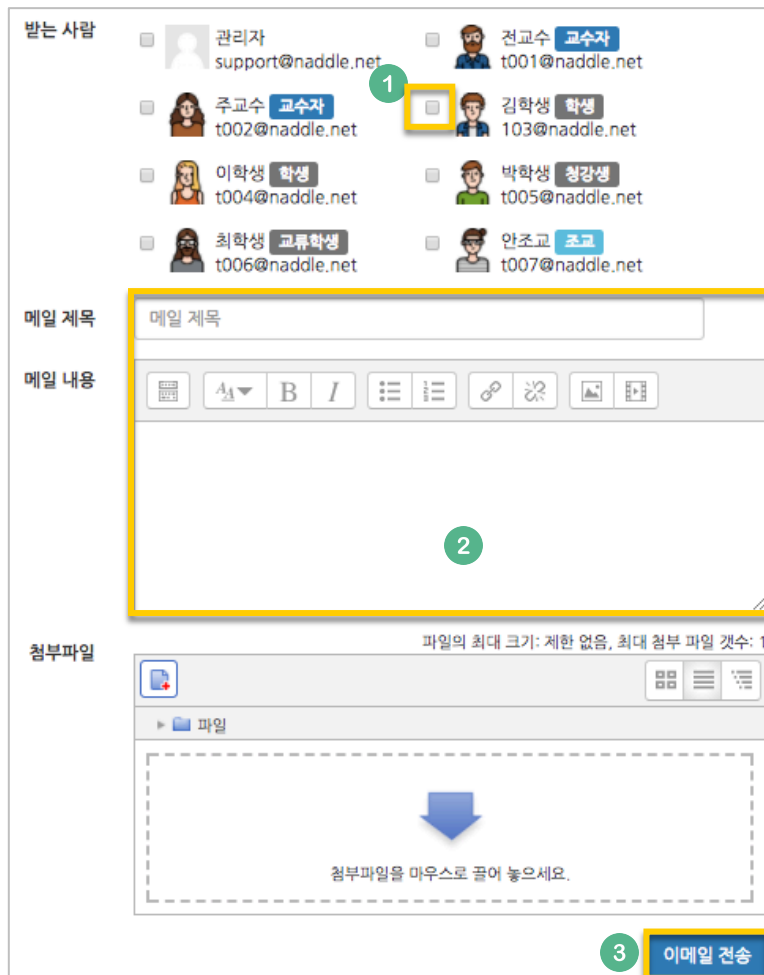 받는 사람
관리자
support@naddle.net
전교수 교수자
t001@naddle.net
1
주교수 교수자
t002@naddle.net
김학생 학생
103@naddle.net
이학생 학생
t004@naddle.net
박학생 청강생
t005@naddle.net
최학생 교류학생
t006@naddle.net
안조교 조교
t007@naddle.net
메일 제목
메일 제목
메일 내용
B I
2
첨부파일
파일의 최대 크기: 제한 없음, 최대 첨부 파일 갯수: 1
파일
첨부파일을 마우스로 끌어 놓으세요.
3
이메일 전송